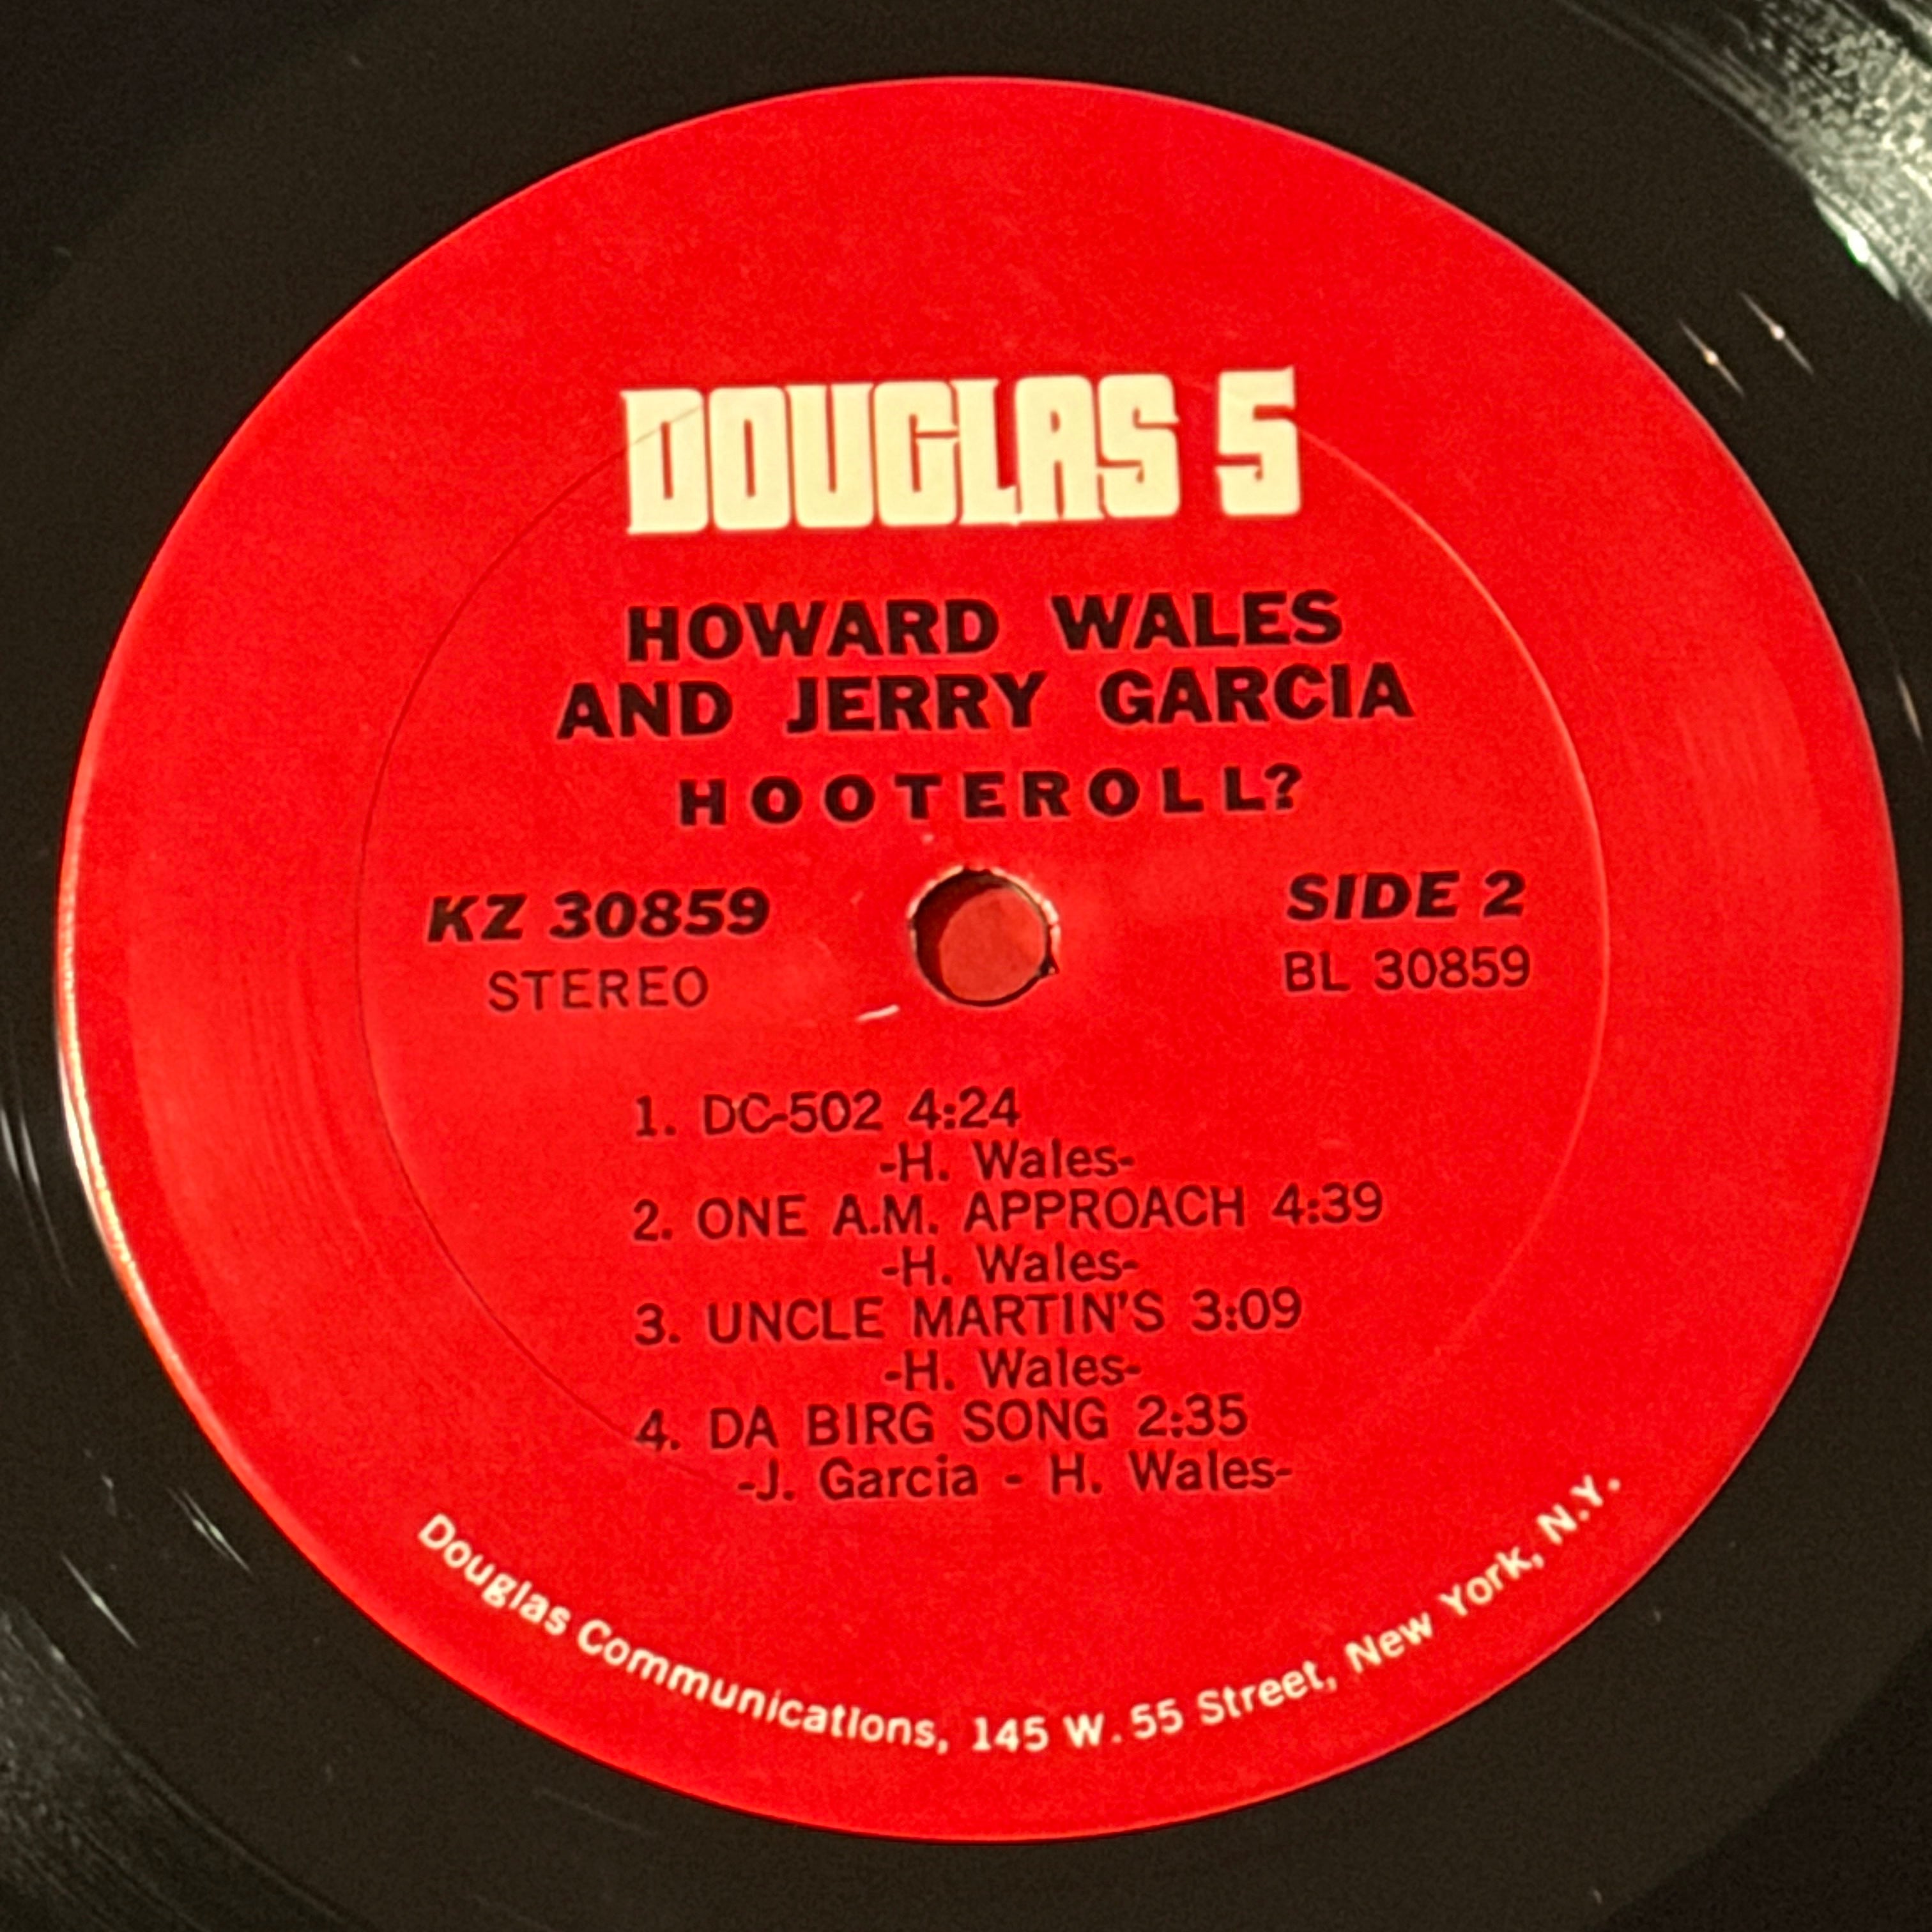 DOUGLAS 5
HOWARD WALES
AND JERRY GARCIA
HOOTEROLL?
KZ 30859
STEREO
SIDE 2
BL 30859
1. DC-502 4:24
-H. Wales-
2. ONE A.M. APPROACH 4:39
-H. Wales-
3. UNCLE MARTIN'S 3:09
-H. Wales-
4. DA BIRG SONG 2:35
-J. Garcia - H. Wales-
Douglas Communications, 145 W. 55 Street, New York, N.Y.